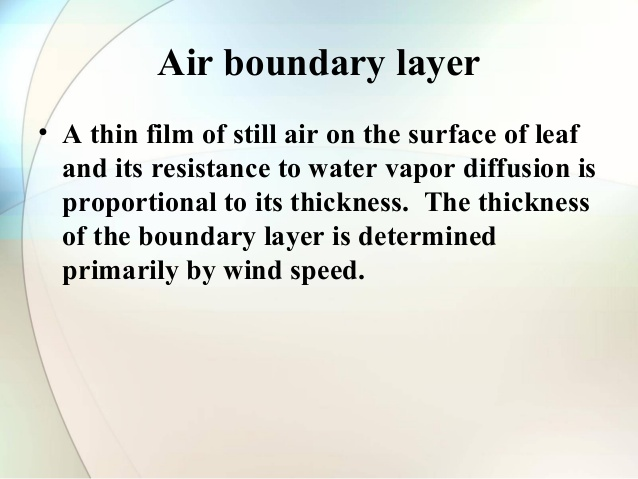 Air boundary layer
• A thin film of still air on the surface of leaf
and its resistance to water vapor diffusion is
proportional to its thickness.  The thickness
of the boundary layer is determined
primarily by wind speed.